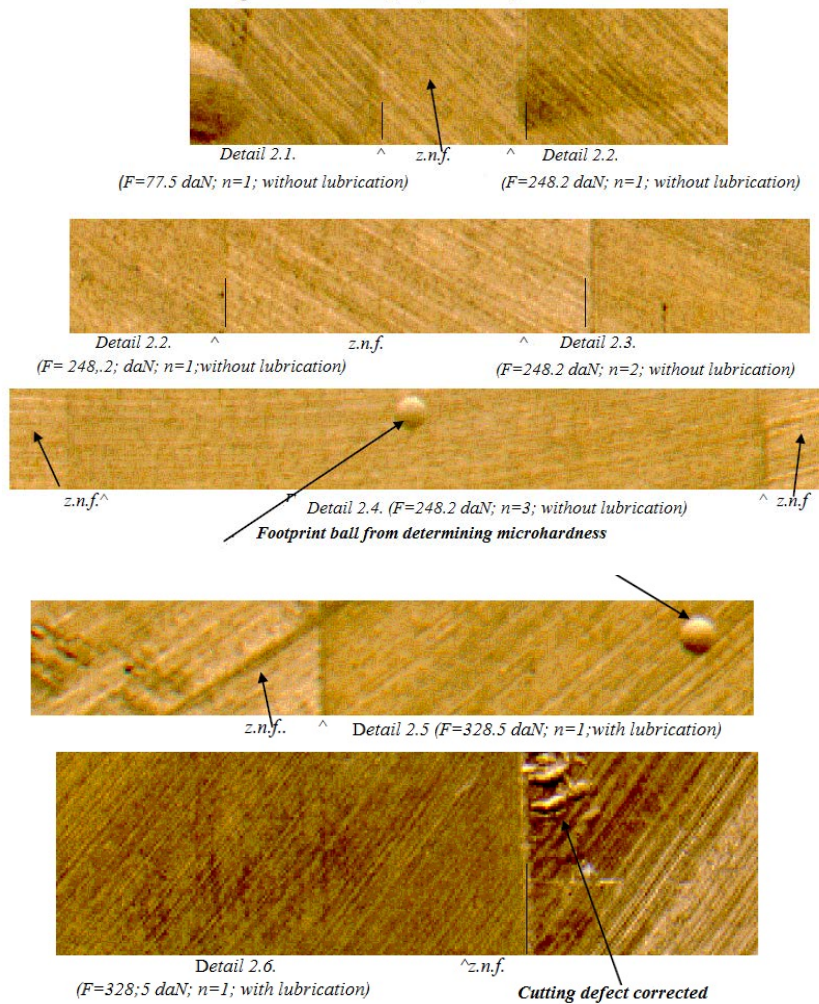 Detail 2.1. ^ z.n.f. ^ Detail 2.2.
(F=77.5 daN; n=1; without lubrication) (F=248.2 daN; n=1; without lubrication)
Detail 2.2. ^ z.n.f. ^ Detail 2.3.
(F= 248,.2; daN; n=1;without lubrication) (F=248.2 daN; n=2; without lubrication)
z.n.f.^ Detail 2.4. (F=248.2 daN; n=3; without lubrication) ^ z.n.f
Footprint ball from determining microhardness
z.n.f.. ^ Detail 2.5 (F=328.5 daN; n=1;with lubrication)
Detail 2.6. ^z.n.f.
(F=328;5 daN; n=1; with lubrication) Cutting defect corrected